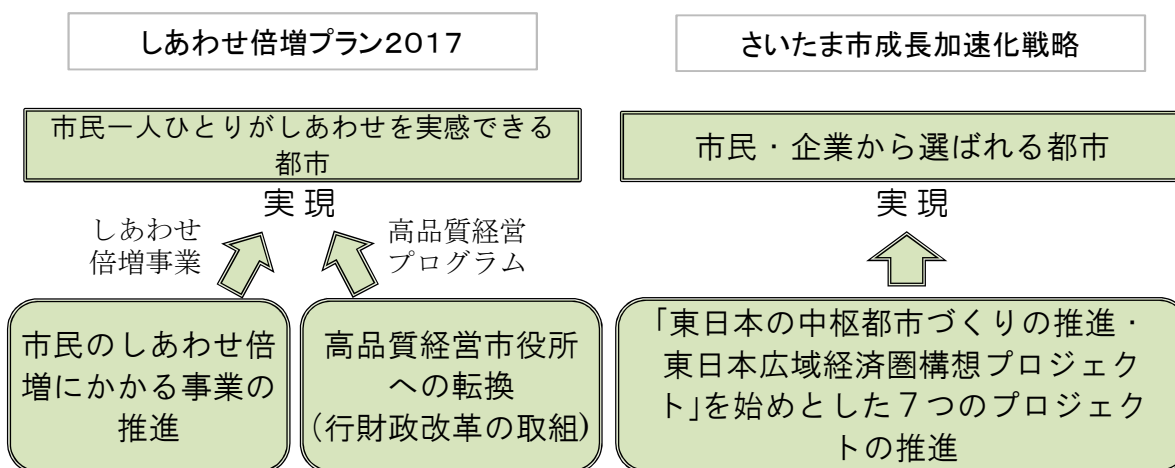 しあわせ倍増プラン2017
市民一人ひとりがしあわせを実感できる
都市
実現
しあわせ
倍増事業
高品質経営
プログラム
市民のしあわせ倍
増にかかる事業の
推進
高品質経営市役所
への転換
(行財政改革の取組)
さいたま市成長加速化戦略
市民・企業から選ばれる都市
実現
「東日本の中枢都市づくりの推進・
東日本広域経済圏構想プロジェク
ト」を始めとした7つのプロジェク
トの推進